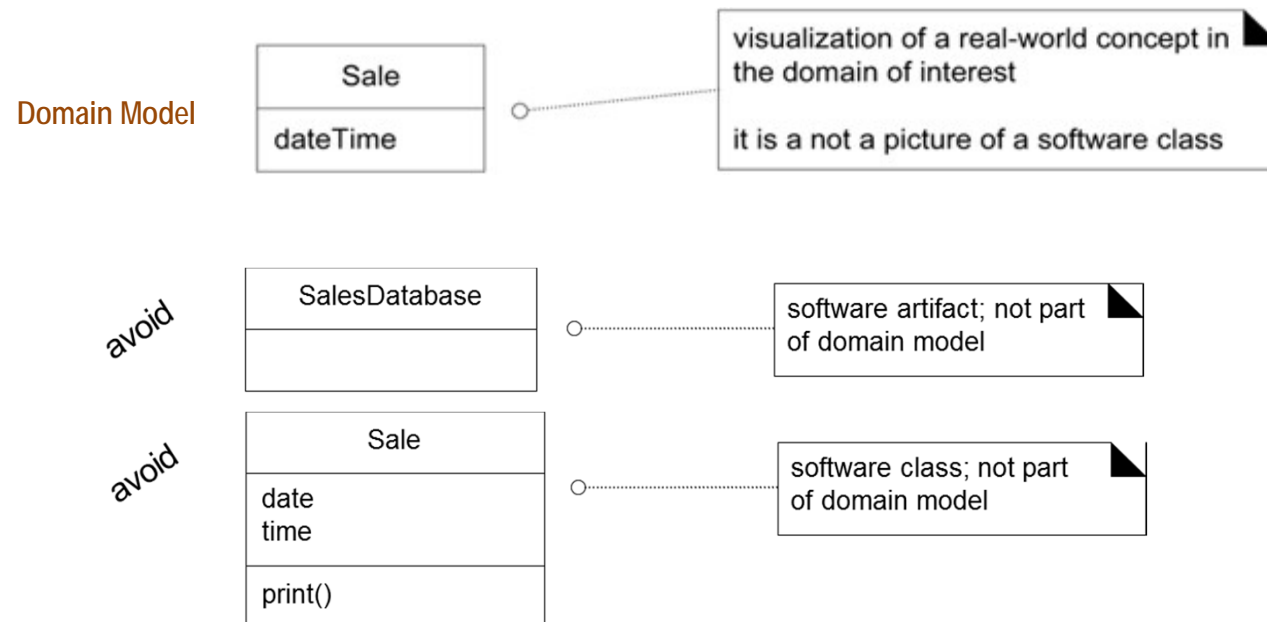 Domain Model
Sale
dateTime
visualization of a real-world concept in
the domain of interest
it is a not a picture of a software class
avoid
SalesDatabase
software artifact; not part
of domain model
avoid
Sale
date
time
print()
software class; not part
of domain model